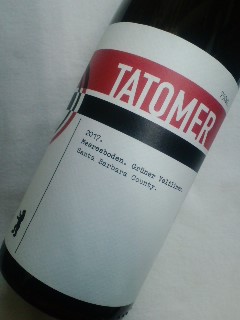 TATOMER
2017.
Meeresboden. Grüner Veltliner.
Santa Barbara County.